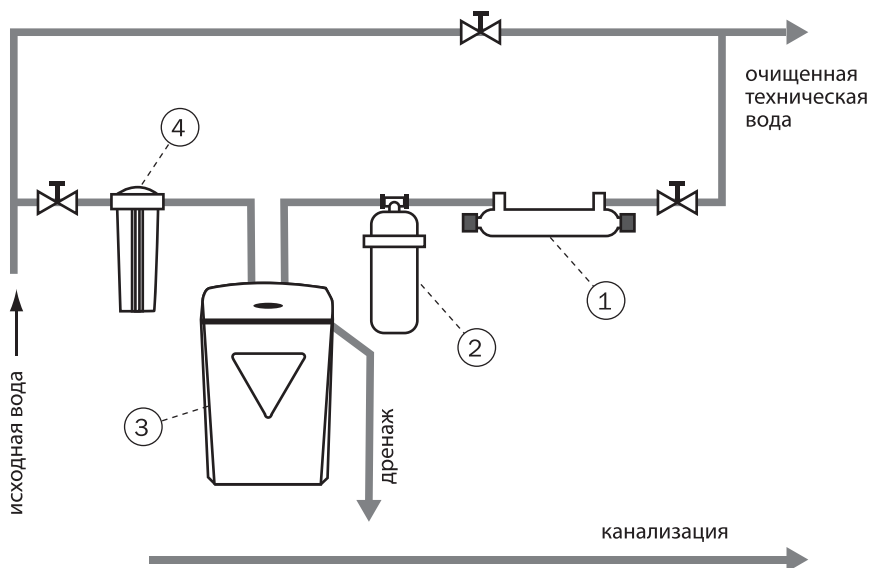 очищенная
техническая
вода
4
1
2
3
исходная вода
дренаж
канализация